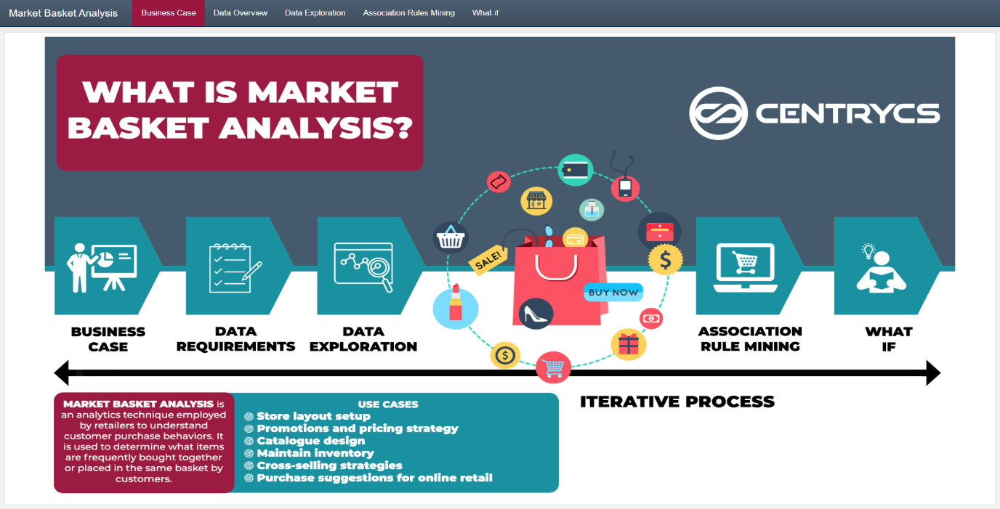 Market Basket Analysis
Business Case
Data Overview
Data Exploration
Association Rules Mining
What-if
WHAT IS MARKET
BASKET ANALYSIS?
CENTRYCS
SALE!
$
BUY NOW
$
BUSINESS
CASE
DATA
REQUIREMENTS
DATA
EXPLORATION
ASSOCIATION
RULE MINING
WHAT
IF
ITERATIVE PROCESS
MARKET BASKET ANALYSIS is
an analytics technique employed
by retailers to understand
customer purchase behaviors. It
is used to determine what items
are frequently bought together
or placed in the same basket by
customers.
USE CASES
Store layout setup
Promotions and pricing strategy
Catalogue design
Maintain inventory
Cross-selling strategies
Purchase suggestions for online retail